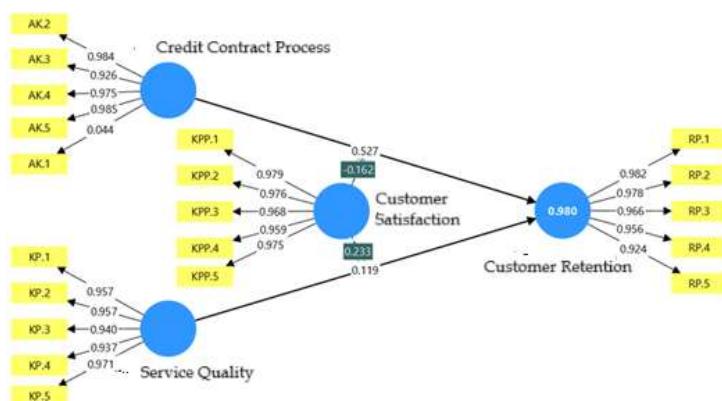 AK.2
AK.3
AK.4
AK.5
AK.1
0.984
0.926
0.975
0.985
0.044
Credit Contract Process
0.527
-0.162
KPP.1
KPP.2
KPP.3
KPP.4
KPP.5
0.979
0.976
0.968
0.959
0.975
Customer
Satisfaction
0.233
0.119
0.980
Customer Retention
0.982
0.978
0.966
0.956
0.924
RP.1
RP.2
RP.3
RP.4
RP.5
KP.1
KP.2
KP.3
KP.4
KP.5
0.957
0.957
0.940
0.937
0.971
Service Quality